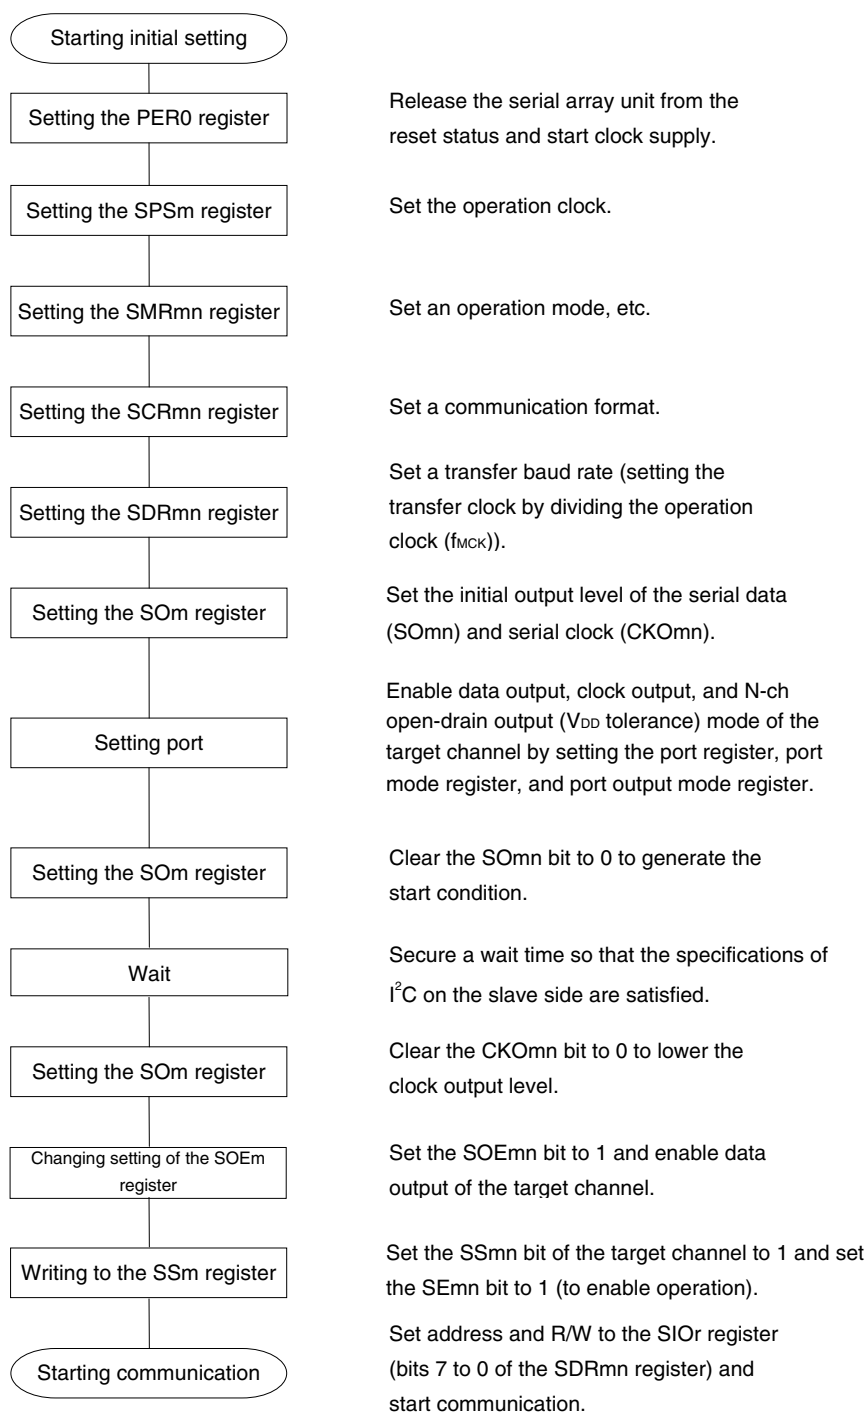 Starting initial setting
Setting the PER0 register
Release the serial array unit from the
reset status and start clock supply.
Setting the SPSm register
Set the operation clock.
Setting the SMRmn register
Set an operation mode, etc.
Setting the SCRmn register
Set a communication format.
Setting the SDRmn register
Set a transfer baud rate (setting the
transfer clock by dividing the operation
clock (fMCK)).
Setting the SOm register
Set the initial output level of the serial data
(SOmn) and serial clock (CKOmn).
Setting port
Enable data output, clock output, and N-ch
open-drain output (VDD tolerance) mode of the
target channel by setting the port register, port
mode register, and port output mode register.
Setting the SOm register
Clear the SOmn bit to 0 to generate the
start condition.
Wait
Secure a wait time so that the specifications of
I²C on the slave side are satisfied.
Setting the SOm register
Clear the CKOmn bit to 0 to lower the
clock output level.
Changing setting of the SOEm
register
Set the SOEmn bit to 1 and enable data
output of the target channel.
Writing to the SSm register
Set the SSmn bit of the target channel to 1 and set
the SEmn bit to 1 (to enable operation).
Starting communication
Set address and R/W to the SIOr register
(bits 7 to 0 of the SDRmn register) and
start communication.